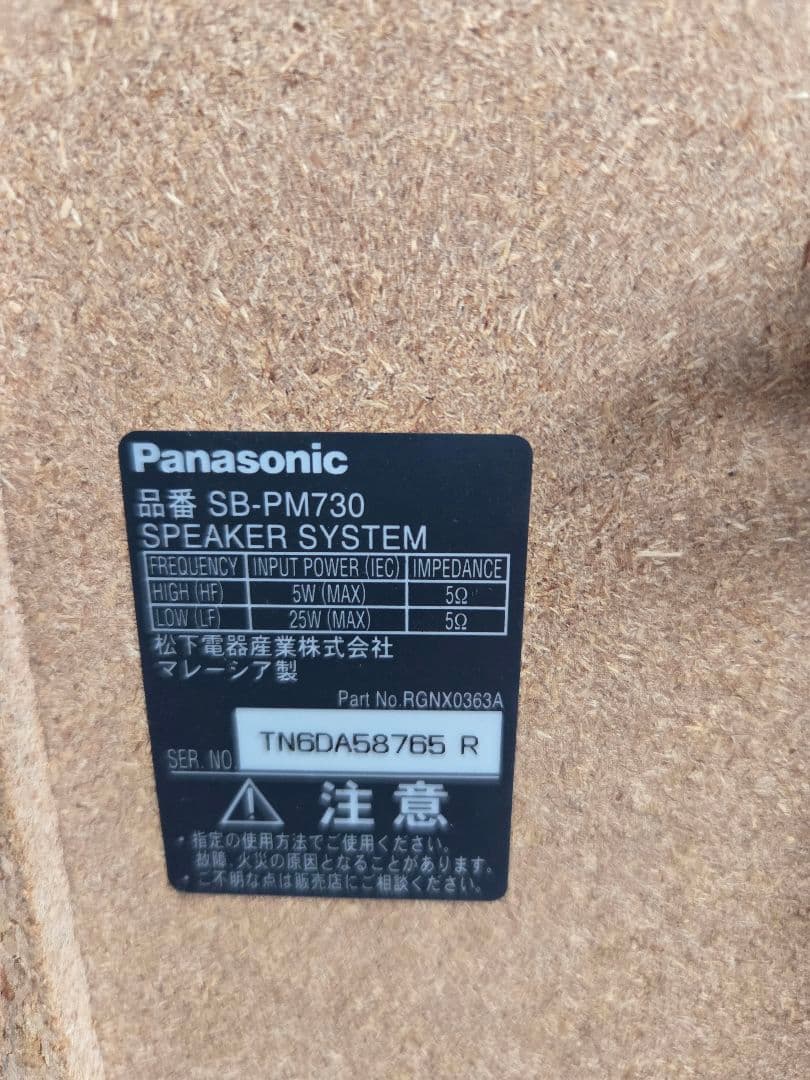 Panasonic
品番 SB-PM730
SPEAKER SYSTEM
FREQUENCY INPUT POWER (IEC) IMPEDANCE
HIGH (HF) 5W (MAX) 5Ω
LOW (LF) 25W (MAX) 5Ω
松下電器産業株式会社
マレーシア製
Part No.RGNX0363A
SER. NO. TN6DA58765 R
注意
・指定の使用方法でご使用ください。
故障、火災の原因となることがあります。
・ご不明な点は販売店にご相談ください。